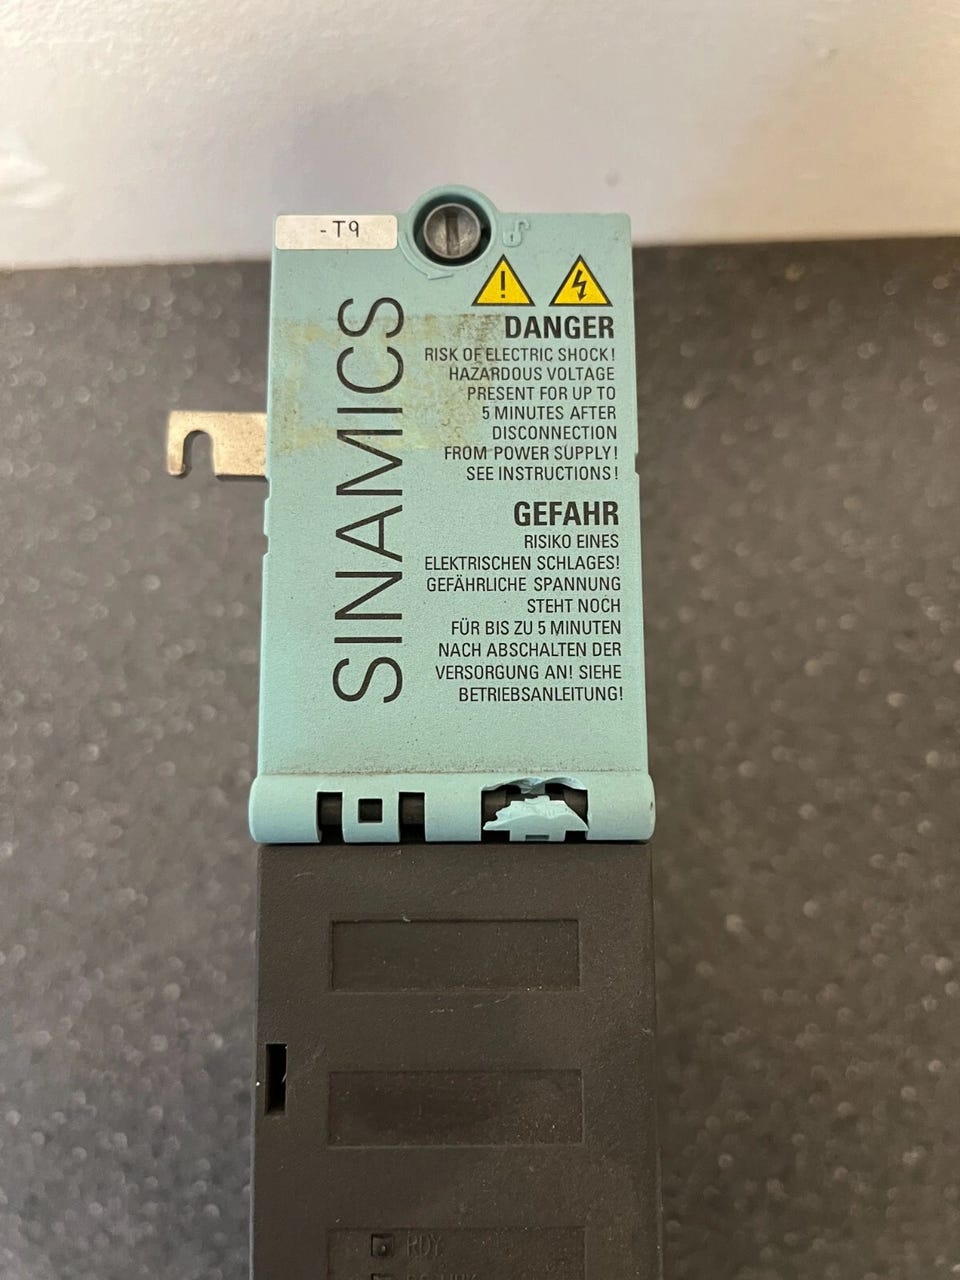 -T9
SINAMICS
DANGER
RISK OF ELECTRIC SHOCK!
HAZARDOUS VOLTAGE
PRESENT FOR UP TO
5 MINUTES AFTER
DISCONNECTION
FROM POWER SUPPLY!
SEE INSTRUCTIONS!
GEFAHR
RISIKO EINES
ELEKTRISCHEN SCHLAGES!
GEFÄHRLICHE SPANNUNG
STEHT NOCH
FÜR BIS ZU 5 MINUTEN
NACH ABSCHALTEN DER
VERSORGUNG AN! SIEHE
BETRIEBSANLEITUNG!
RDY